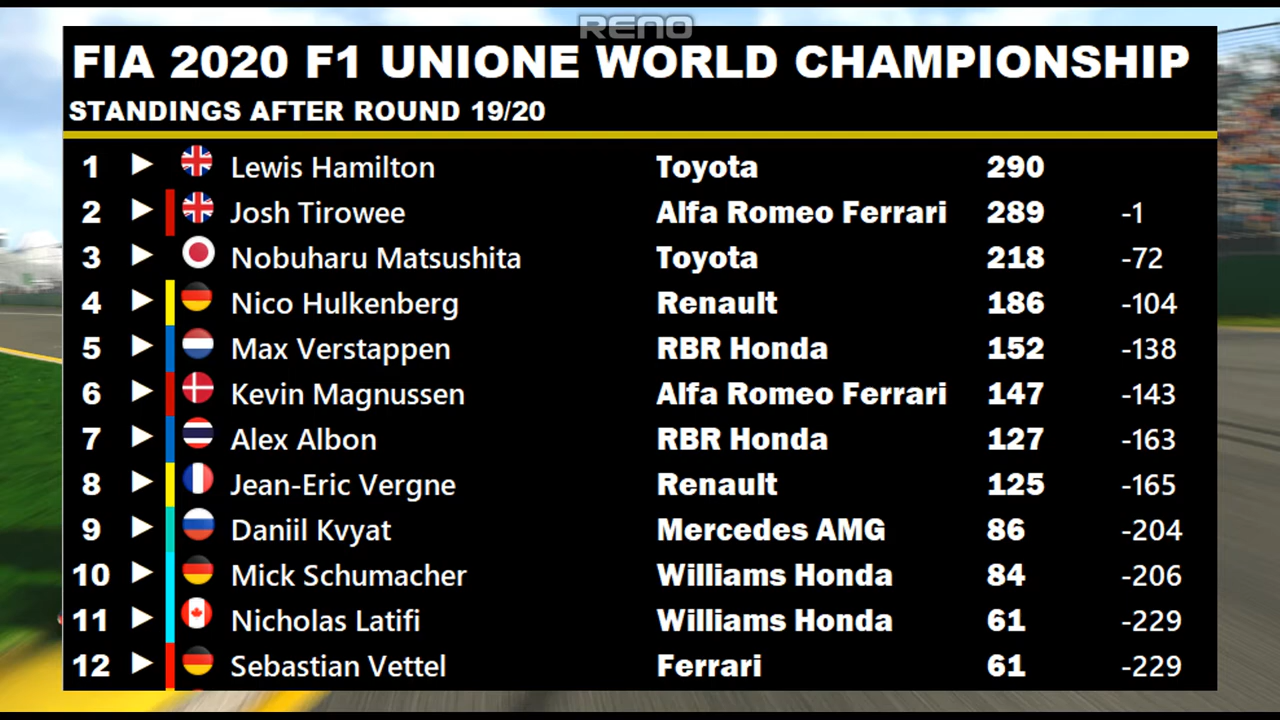 RENO
FIA 2020 F1 UNIONE WORLD CHAMPIONSHIP
STANDINGS AFTER ROUND 19/20
1 ► Lewis Hamilton Toyota 290
2 ► Josh Tirowee Alfa Romeo Ferrari 289 -1
3 ► Nobuharu Matsushita Toyota 218 -72
4 ► Nico Hulkenberg Renault 186 -104
5 ► Max Verstappen RBR Honda 152 -138
6 ► Kevin Magnussen Alfa Romeo Ferrari 147 -143
7 ► Alex Albon RBR Honda 127 -163
8 ► Jean-Eric Vergne Renault 125 -165
9 ► Daniil Kvyat Mercedes AMG 86 -204
10 ► Mick Schumacher Williams Honda 84 -206
11 ► Nicholas Latifi Williams Honda 61 -229
12 ► Sebastian Vettel Ferrari 61 -229